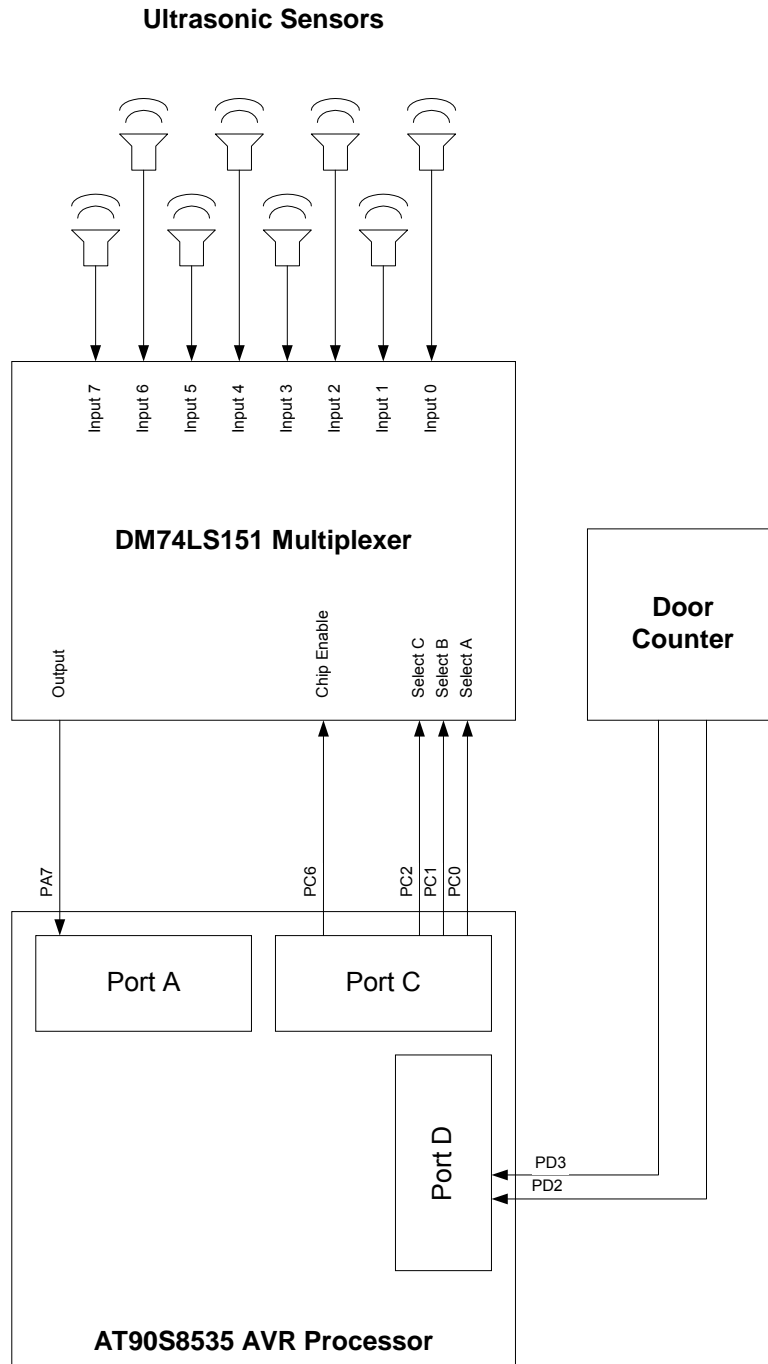 Ultrasonic Sensors
Input 7
Input 6
Input 5
Input 4
Input 3
Input 2
Input 1
Input 0
DM74LS151 Multiplexer
Door
Counter
Output
Chip Enable
Select C
Select B
Select A
PA7
PC6
PC2
PC1
PC0
Port A
Port C
Port D
PD3
PD2
AT90S8535 AVR Processor